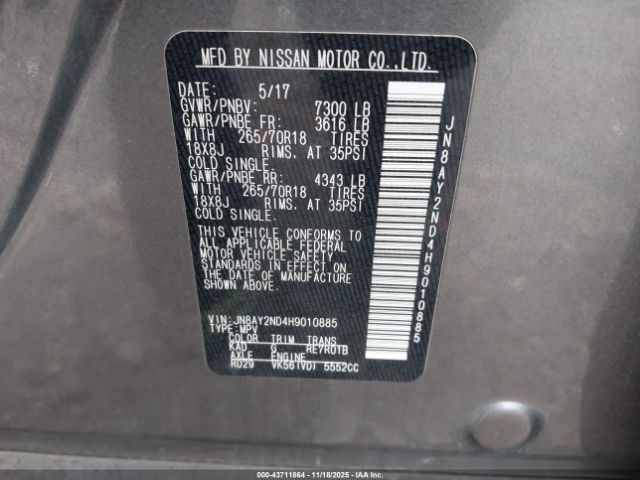 MFD BY NISSAN MOTOR CO.,LTD.
DATE: 5/17
GVWR/PNBV: 7300 LB
GAWR/PNBE FR: 3616 LB
WITH 265/70R18 TIRES
18X8J RIMS. AT 35PSI
COLD SINGLE.
GAWR/PNBE RR: 4343 LB
WITH 265/70R18 TIRES
18X8J RIMS. AT 35PSI
COLD SINGLE.
THIS VEHICLE CONFORMS TO
ALL APPLICABLE FEDERAL
MOTOR VEHICLE SAFETY
STANDARDS IN EFFECT ON
THE DATE OF MANUFACTURE
SHOWN ABOVE.
VIN: JN8AY2ND4H9010885
TYPE: MPV
COLOR TRIM TRANS
KAD G RE7R01B
AXLE ENGINE
RD29 VK56(VD) 5552CC
JN8AY2ND4H9010885
000-43711864 | 11/18/2025 - IAA Inc.